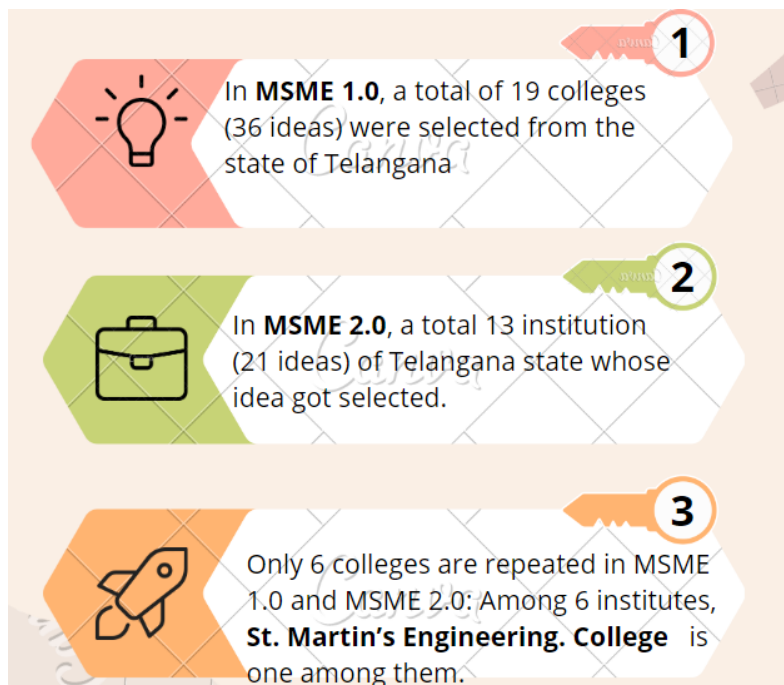 1
In MSME 1.0, a total of 19 colleges
(36 ideas) were selected from the
state of Telangana
Canva
2
In MSME 2.0, a total 13 institution
(21 ideas) of Telangana state whose
idea got selected.
Canva
3
Only 6 colleges are repeated in MSME
1.0 and MSME 2.0: Among 6 institutes,
St. Martin's Engineering. College is
one among them.
Canva